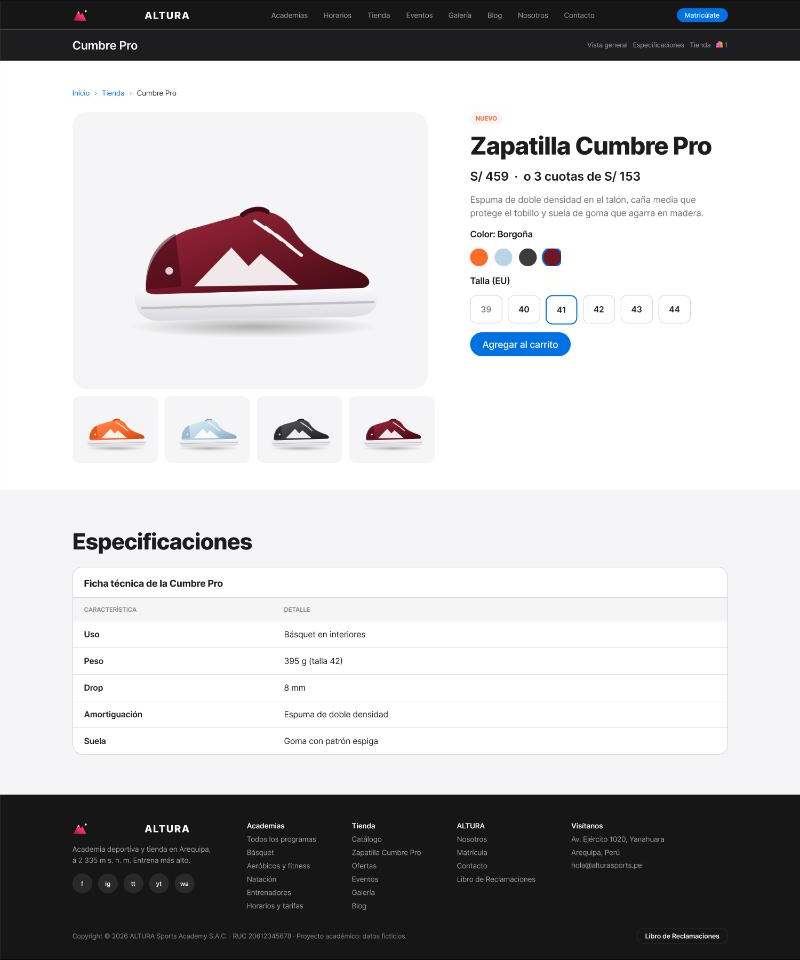 ALTURA
Academias Horarios Tienda Eventos Galería Blog Nosotros Contacto
Matricúlate
Cumbre Pro
Vista general Especificaciones Tienda 1
Inicio › Tienda › Cumbre Pro
NUEVO
Zapatilla Cumbre Pro
S/ 459 · o 3 cuotas de S/ 153
Espuma de doble densidad en el talón, caña media que
protege el tobillo y suela de goma que agarra en madera.
Color: Borgoña
Talla (EU)
39 40 41 42 43 44
Agregar al carrito
Especificaciones
Ficha técnica de la Cumbre Pro
CARACTERÍSTICA DETALLE
Uso Básquet en interiores
Peso 395 g (talla 42)
Drop 8 mm
Amortiguación Espuma de doble densidad
Suela Goma con patrón espiga
ALTURA
Academia deportiva y tienda en Arequipa,
a 2 335 m s. n. m. Entrena más alto.
f ig tt yt wa
Academias
Todos los programas
Básquet
Aeróbicos y fitness
Natación
Entrenadores
Horarios y tarifas
Tienda
Catálogo
Zapatilla Cumbre Pro
Ofertas
Eventos
Galería
Blog
ALTURA
Nosotros
Matrícula
Contacto
Libro de Reclamaciones
Visítanos
Av. Ejército 1020, Yanahuara
Arequipa, Perú
hola@alturasports.pe
Copyright © 2026 ALTURA Sports Academy S.A.C. · RUC 20612345678 · Proyecto académico: datos ficticios.
Libro de Reclamaciones